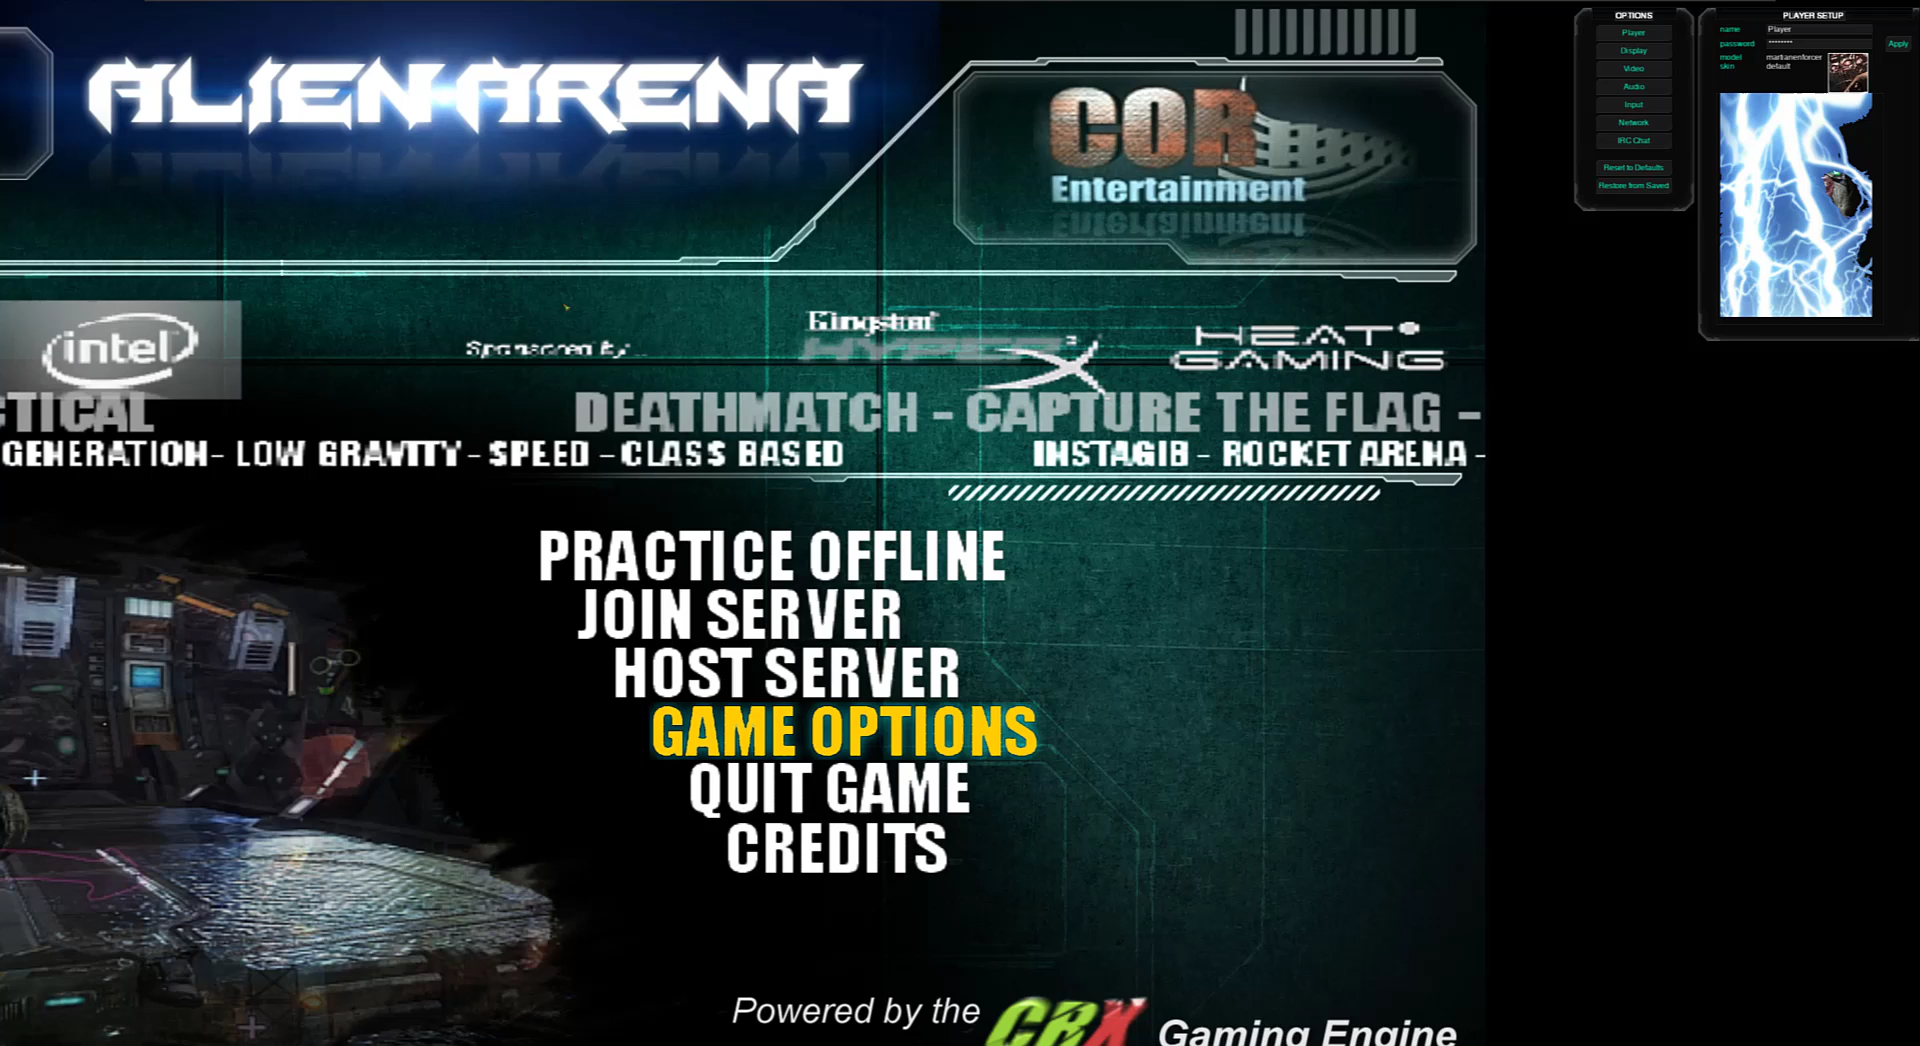 ALIEN ARENA
COR
Entertainment
intel
Sponsored By...
Kingston
HYPERX
HEAT GAMING
TICAL
DEATHMATCH - CAPTURE THE FLAG -
GENERATION- LOW GRAVITY - SPEED - CLASS BASED
INSTAGIB - ROCKET ARENA -
PRACTICE OFFLINE
JOIN SERVER
HOST SERVER
GAME OPTIONS
QUIT GAME
CREDITS
Powered by the CRX Gaming Engine
OPTIONS
Player
Display
Video
Audio
Input
Network
IRC Chat
Reset to Defaults
Restore from Saved
PLAYER SETUP
name Player
password ********
Apply
model martianenforcer
skin default